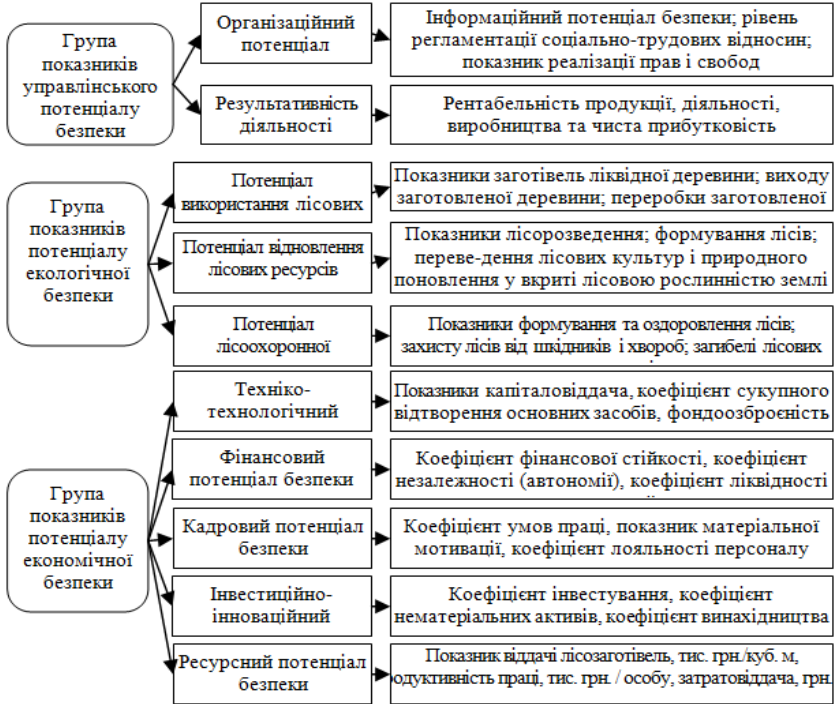 Група
показників
управлінського
потенціалу
безпеки
Організаційний
потенціал
Інформаційний потенціал безпеки; рівень
регламентації соціально-трудових відносин;
показник реалізації прав і свобод
Результативність
діяльності
Рентабельність продукції, діяльності,
виробництва та чиста прибутковість
Група
показників
потенціалу
екологічної
безпеки
Потенціал
використання лісових
Показники заготівель ліквідної деревини; виходу
заготовленої деревини; переробки заготовленої
Потенціал відновлення
лісових ресурсів
Показники лісорозведення; формування лісів;
переве-дення лісових культур і природного
поновлення у вкриті лісовою рослинністю землі
Потенціал
лісоохоронної
Показники формування та оздоровлення лісів;
захисту лісів від шкідників і хвороб; загибелі лісових
Група
показників
потенціалу
економічної
безпеки
Техніко-
технологічний
Показники капіталовіддача, коефіцієнт сукупного
відтворення основних засобів, фондоозброєність
Фінансовий
потенціал безпеки
Коефіцієнт фінансової стійкості, коефіцієнт
незалежності (автономії), коефіцієнт ліквідності
Кадровий потенціал
безпеки
Коефіцієнт умов праці, показник матеріальної
мотивації, коефіцієнт лояльності персоналу
Інвестиційно-
інноваційний
Коефіцієнт інвестування, коефіцієнт
нематеріальних активів, коефіцієнт винахідництва
Ресурсний потенціал
безпеки
Показник віддачі лісозаготівель, тис. грн./куб. м,
одуктивність праці, тис. грн. / особу, затратовіддача, грн.